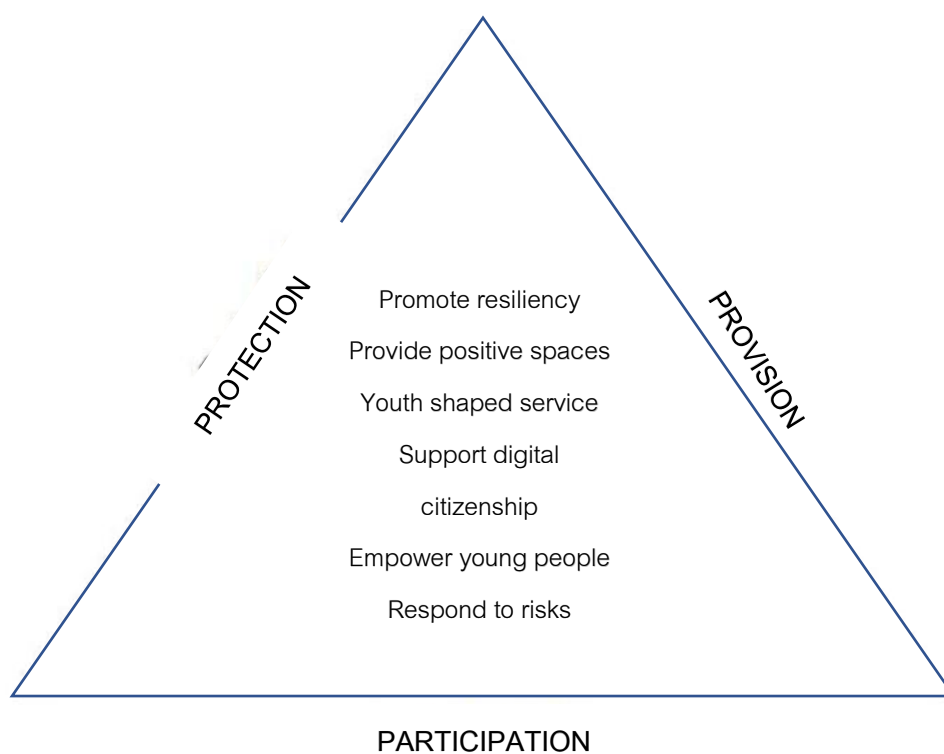 PROTECTION
PROVISION
Promote resiliency
Provide positive spaces
Youth shaped service
Support digital
citizenship
Empower young people
Respond to risks
PARTICIPATION